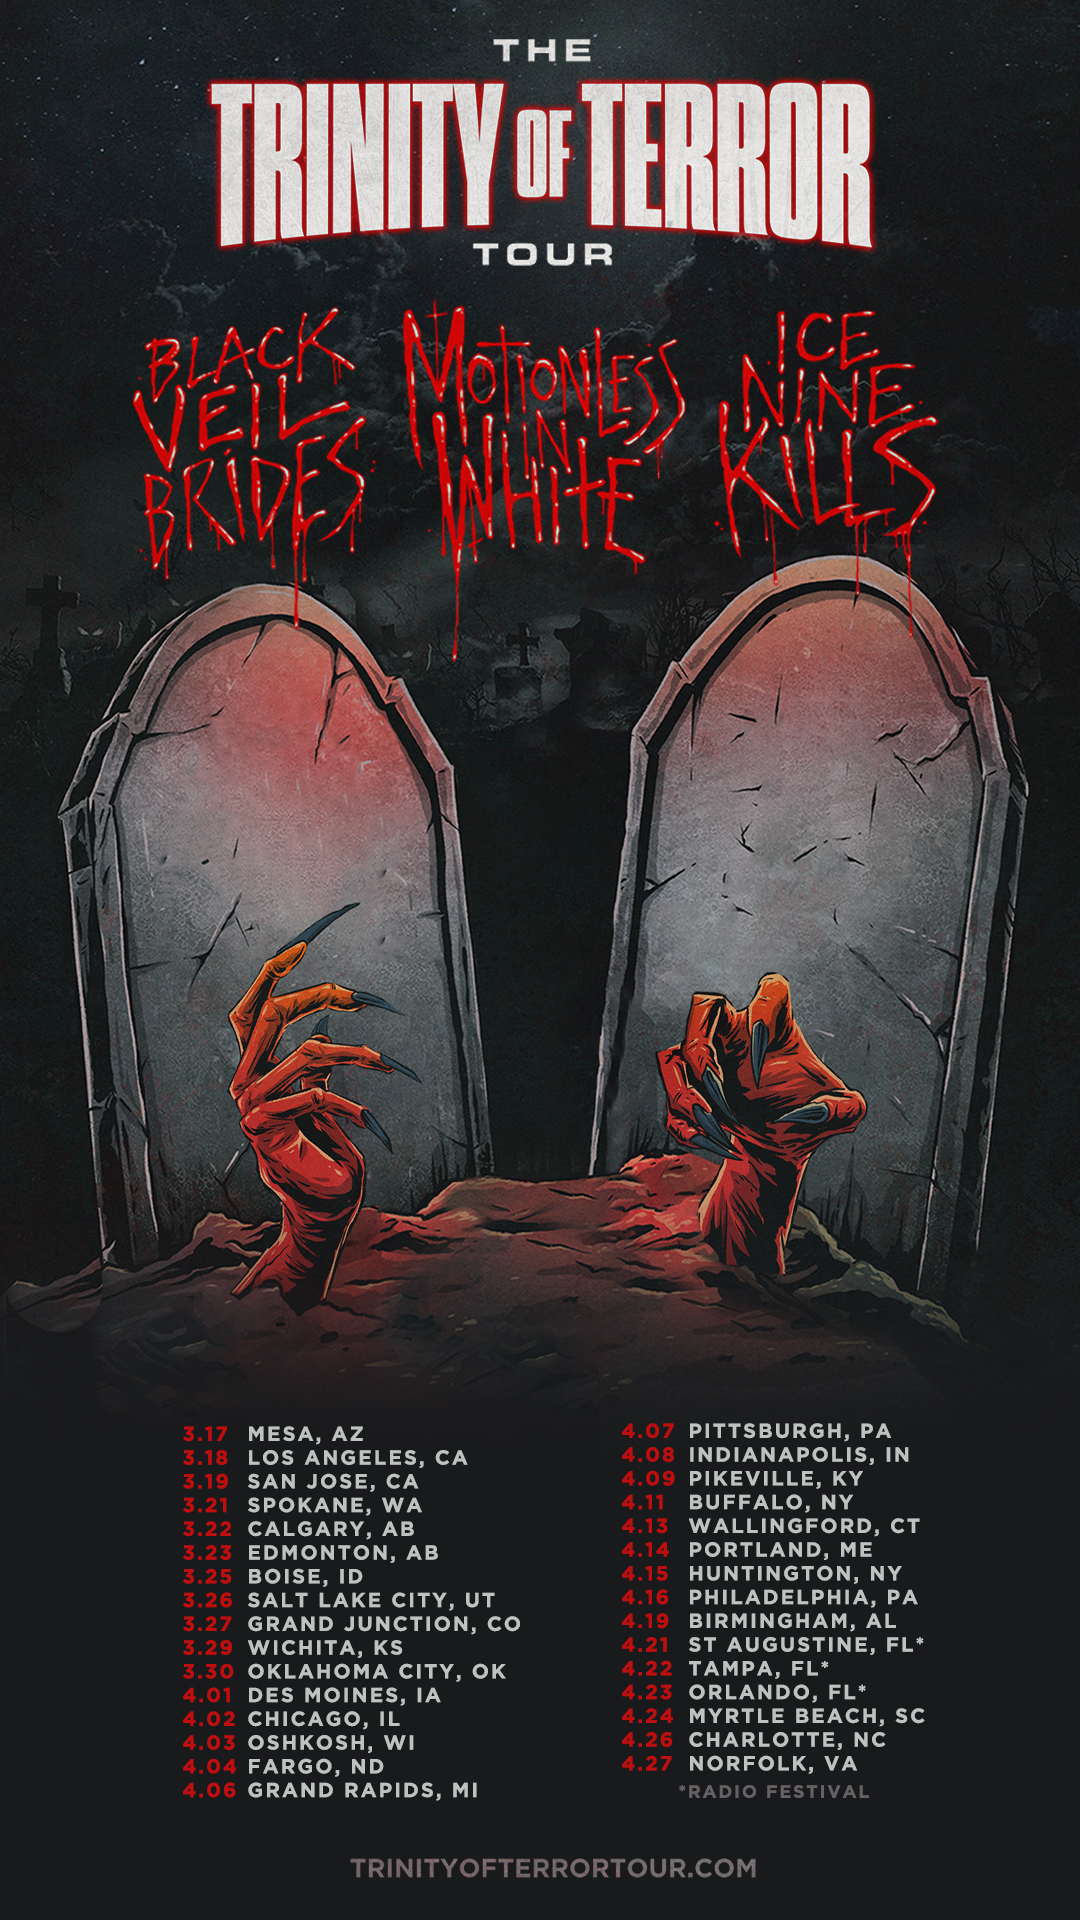 THE
TRINITY OF TERROR
TOUR
BLACK
VEIL
BRIDES
MOTIONLESS
IN
WHITE
ICE
NINE
KILLS
3.17 MESA, AZ
3.18 LOS ANGELES, CA
3.19 SAN JOSE, CA
3.21 SPOKANE, WA
3.22 CALGARY, AB
3.23 EDMONTON, AB
3.25 BOISE, ID
3.26 SALT LAKE CITY, UT
3.27 GRAND JUNCTION, CO
3.29 WICHITA, KS
3.30 OKLAHOMA CITY, OK
4.01 DES MOINES, IA
4.02 CHICAGO, IL
4.03 OSHKOSH, WI
4.04 FARGO, ND
4.06 GRAND RAPIDS, MI
4.07 PITTSBURGH, PA
4.08 INDIANAPOLIS, IN
4.09 PIKEVILLE, KY
4.11 BUFFALO, NY
4.13 WALLINGFORD, CT
4.14 PORTLAND, ME
4.15 HUNTINGTON, NY
4.16 PHILADELPHIA, PA
4.19 BIRMINGHAM, AL
4.21 ST AUGUSTINE, FL*
4.22 TAMPA, FL*
4.23 ORLANDO, FL*
4.24 MYRTLE BEACH, SC
4.26 CHARLOTTE, NC
4.27 NORFOLK, VA
*RADIO FESTIVAL
TRINITYOFTERRORTOUR.COM